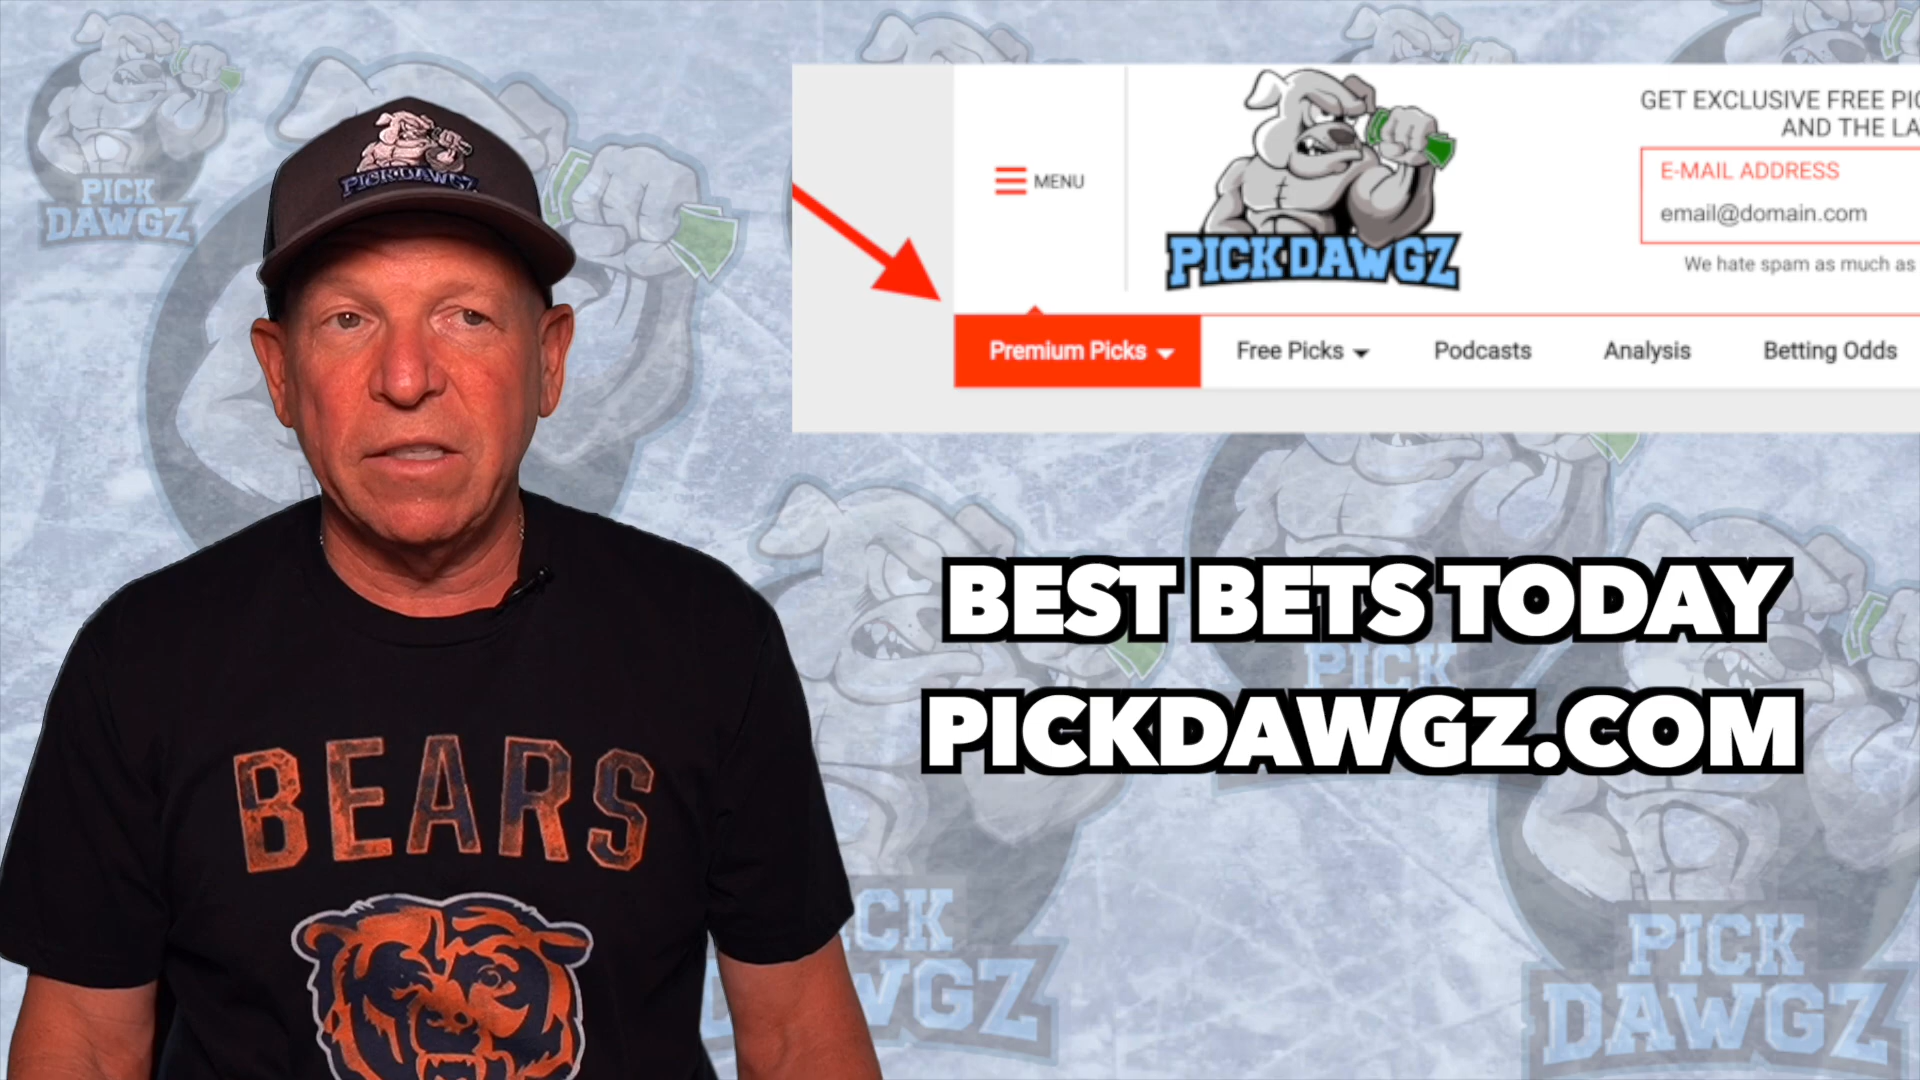 PICK
DAWGZ
PICKDAWGZ
BEARS
MENU
PICKDAWGZ
GET EXCLUSIVE FREE PIC
AND THE LA
E-MAIL ADDRESS
email@domain.com
We hate spam as much as
Premium Picks
Free Picks
Podcasts
Analysis
Betting Odds
BEST BETS TODAY
PICK
PICKDAWGZ.COM
PICK
DAWGZ